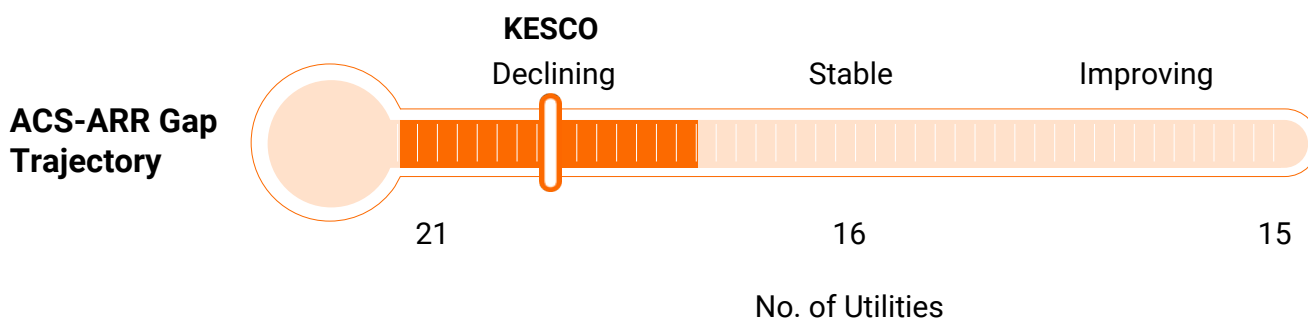 KESCO
Declining Stable Improving
ACS-ARR Gap
Trajectory
21 16 15
No. of Utilities